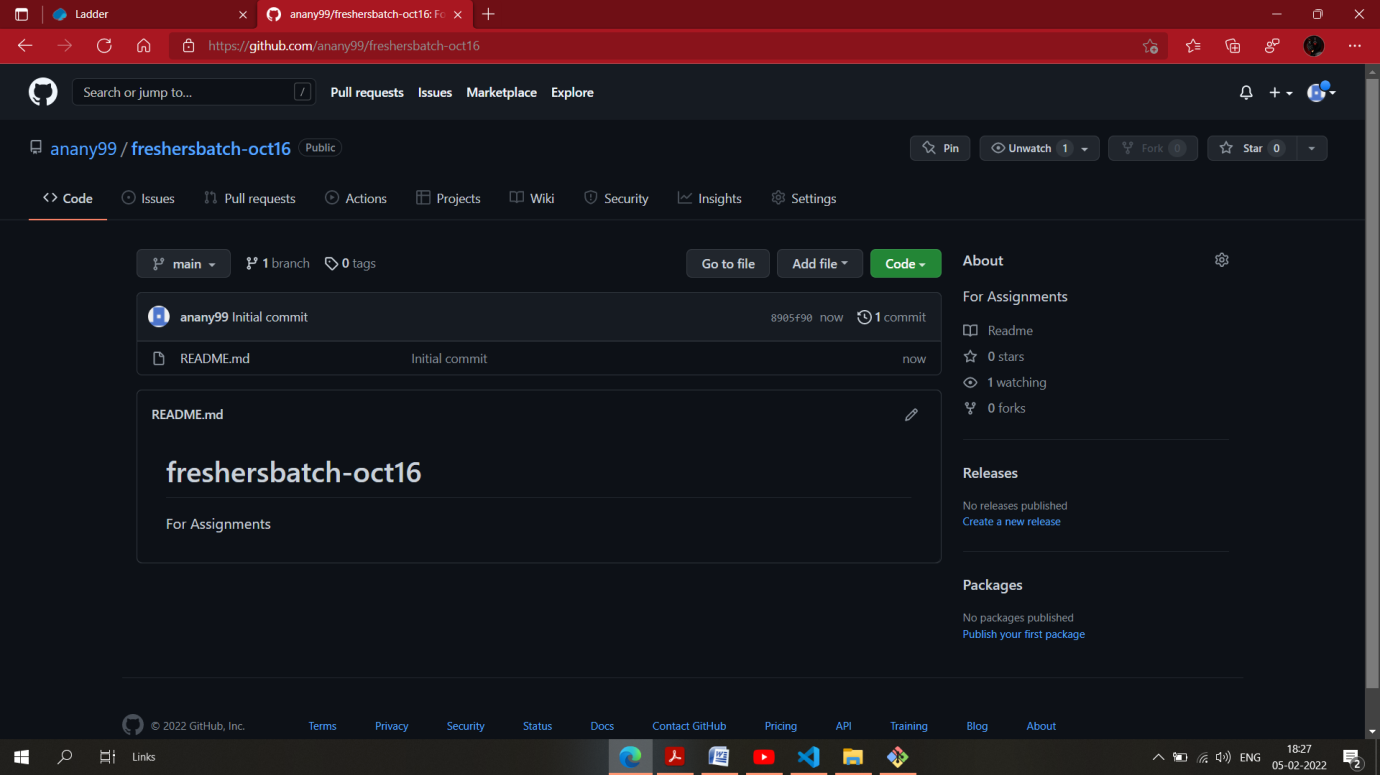 Ladder
anany99/freshersbatch-oct16: Fo
https://github.com/anany99/freshersbatch-oct16
Search or jump to... /
Pull requests Issues Marketplace Explore
anany99 / freshersbatch-oct16 Public
Pin Unwatch 1 Fork 0 Star 0
Code Issues Pull requests Actions Projects Wiki Security Insights Settings
main 1 branch 0 tags Go to file Add file Code
anany99 Initial commit 8905f90 now 1 commit
README.md Initial commit now
README.md
freshersbatch-oct16
For Assignments
About
For Assignments
Readme
0 stars
1 watching
0 forks
Releases
No releases published
Create a new release
Packages
No packages published
Publish your first package
© 2022 GitHub, Inc. Terms Privacy Security Status Docs Contact GitHub Pricing API Training Blog About
Links
ENG
18:27
05-02-2022
2